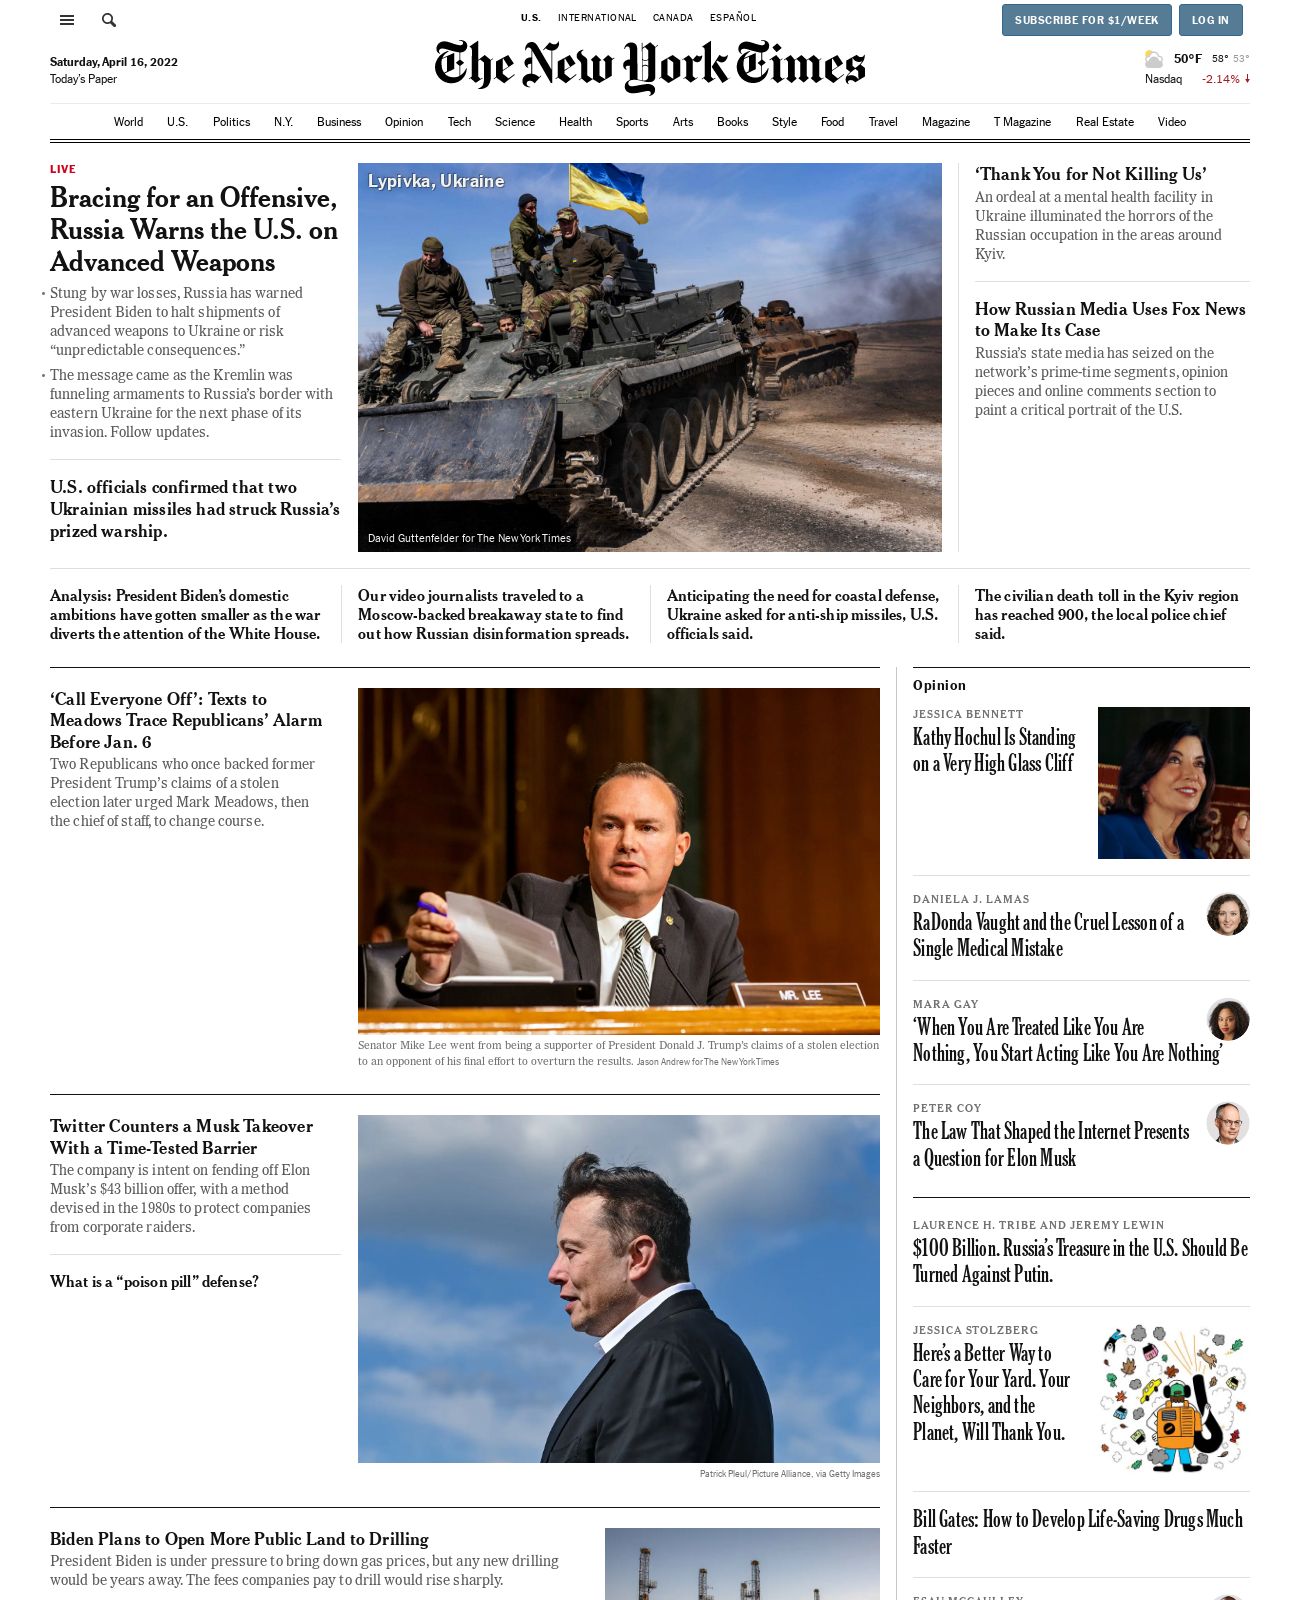 U.S. INTERNATIONAL CANADA ESPAÑOL
SUBSCRIBE FOR $1/WEEK
LOG IN
Saturday, April 16, 2022
Today's Paper
The New York Times
50°F 58° 53°
Nasdaq -2.14%
World U.S. Politics N.Y. Business Opinion Tech Science Health Sports Arts Books Style Food Travel Magazine T Magazine Real Estate Video
LIVE
Bracing for an Offensive,
Russia Warns the U.S. on
Advanced Weapons
• Stung by war losses, Russia has warned
President Biden to halt shipments of
advanced weapons to Ukraine or risk
“unpredictable consequences.”
• The message came as the Kremlin was
funneling armaments to Russia’s border with
eastern Ukraine for the next phase of its
invasion. Follow updates.
U.S. officials confirmed that two
Ukrainian missiles had struck Russia’s
prized warship.
Lypivka, Ukraine
David Guttenfelder for The New York Times
‘Thank You for Not Killing Us’
An ordeal at a mental health facility in
Ukraine illuminated the horrors of the
Russian occupation in the areas around
Kyiv.
How Russian Media Uses Fox News
to Make Its Case
Russia’s state media has seized on the
network’s prime-time segments, opinion
pieces and online comments section to
paint a critical portrait of the U.S.
Analysis: President Biden’s domestic
ambitions have gotten smaller as the war
diverts the attention of the White House.
Our video journalists traveled to a
Moscow-backed breakaway state to find
out how Russian disinformation spreads.
Anticipating the need for coastal defense,
Ukraine asked for anti-ship missiles, U.S.
officials said.
The civilian death toll in the Kyiv region
has reached 900, the local police chief
said.
‘Call Everyone Off’: Texts to
Meadows Trace Republicans’ Alarm
Before Jan. 6
Two Republicans who once backed former
President Trump’s claims of a stolen
election later urged Mark Meadows, then
the chief of staff, to change course.
MR. LEE
Senator Mike Lee went from being a supporter of President Donald J. Trump’s claims of a stolen election
to an opponent of his final effort to overturn the results. Jason Andrew for The New York Times
Twitter Counters a Musk Takeover
With a Time-Tested Barrier
The company is intent on fending off Elon
Musk’s $43 billion offer, with a method
devised in the 1980s to protect companies
from corporate raiders.
What is a “poison pill” defense?
Patrick Pleul/Picture Alliance, via Getty Images
Biden Plans to Open More Public Land to Drilling
President Biden is under pressure to bring down gas prices, but any new drilling
would be years away. The fees companies pay to drill would rise sharply.
Opinion
JESSICA BENNETT
Kathy Hochul Is Standing
on a Very High Glass Cliff
DANIELA J. LAMAS
RaDonda Vaught and the Cruel Lesson of a
Single Medical Mistake
MARA GAY
‘When You Are Treated Like You Are
Nothing, You Start Acting Like You Are Nothing’
PETER COY
The Law That Shaped the Internet Presents
a Question for Elon Musk
LAURENCE H. TRIBE AND JEREMY LEWIN
$100 Billion. Russia’s Treasure in the U.S. Should Be
Turned Against Putin.
JESSICA STOLZBERG
Here’s a Better Way to
Care for Your Yard. Your
Neighbors, and the
Planet, Will Thank You.
Bill Gates: How to Develop Life-Saving Drugs Much
Faster
ESAU MCCAULLEY